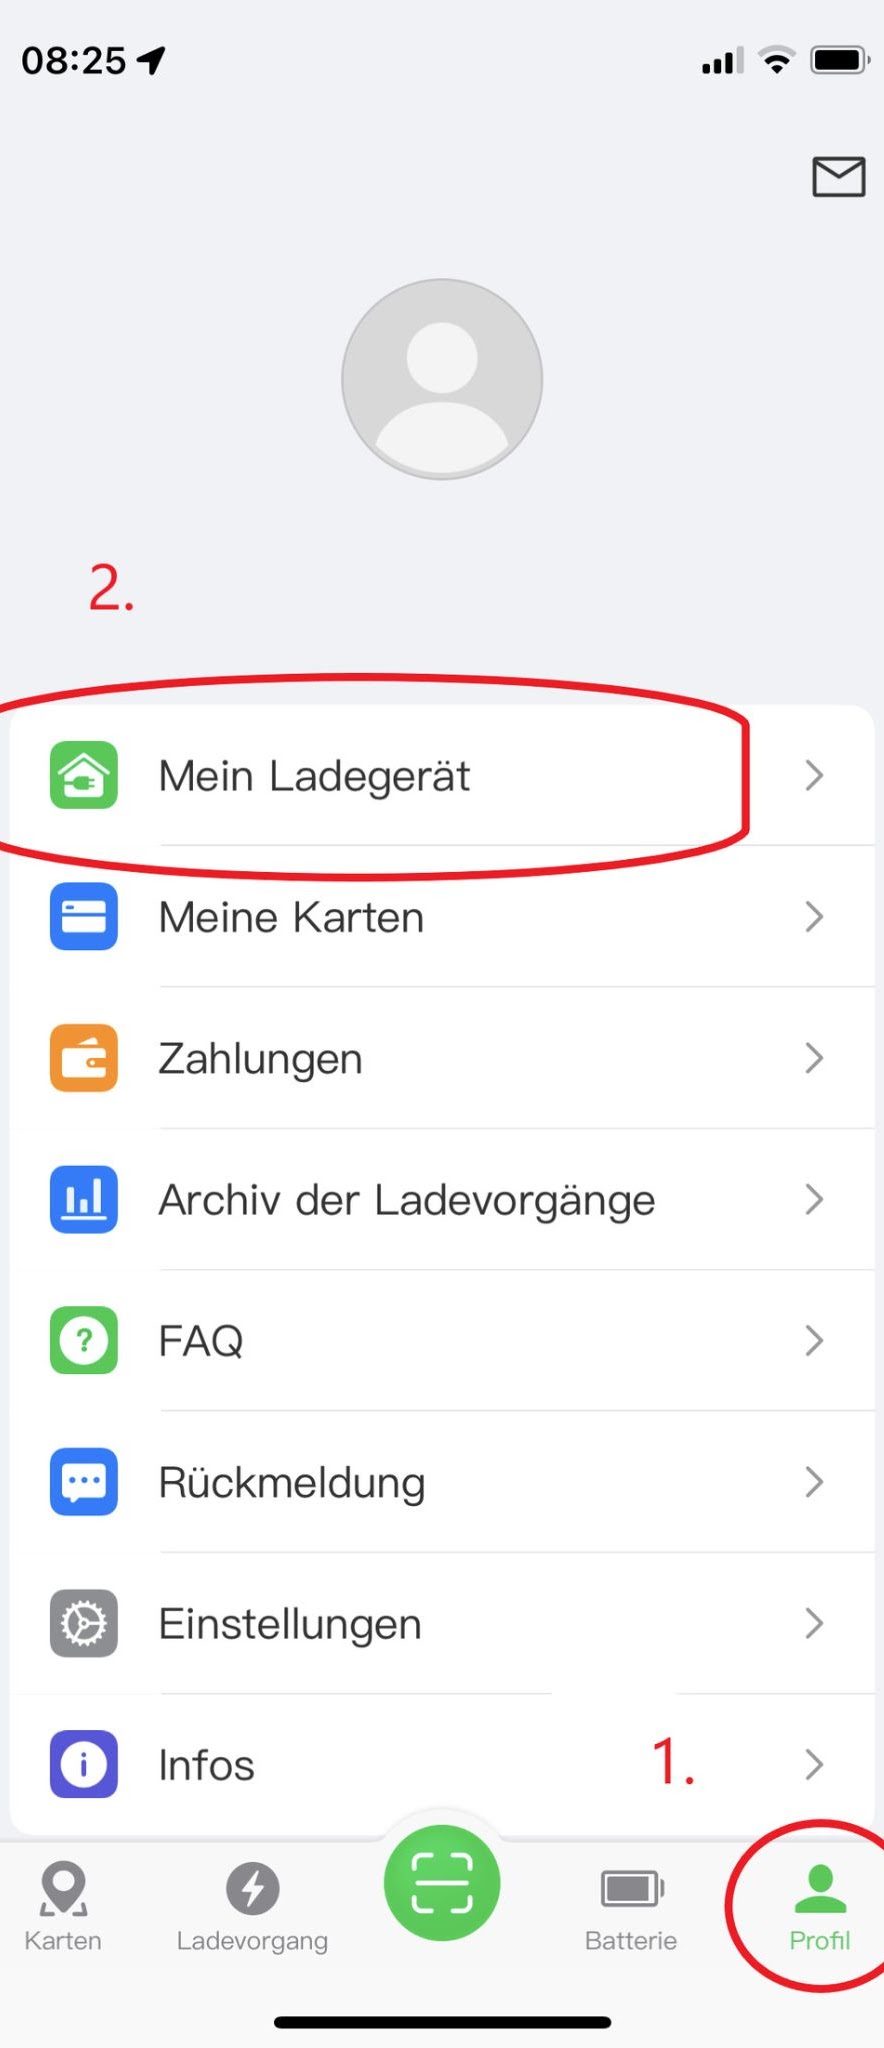 08:25
2.
Mein Ladegerät
Meine Karten
Zahlungen
Archiv der Ladevorgänge
FAQ
Rückmeldung
Einstellungen
Infos
1.
Karten
Ladevorgang
Batterie
Profil